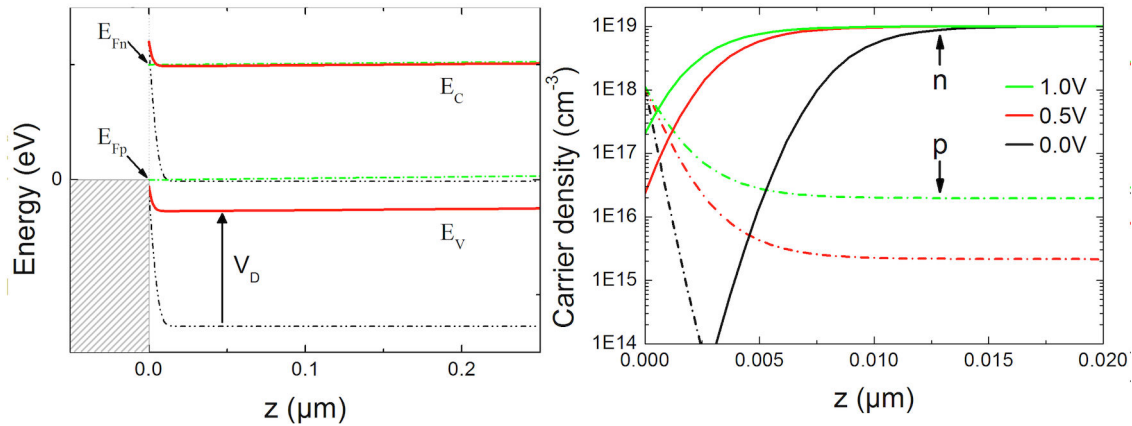 E_Fn
E_C
E_Fp
0
E_V
V_D
Energy (eV)
0.0 0.1 0.2
z (µm)
1E19
1E18
1E17
1E16
1E15
1E14
Carrier density (cm⁻³)
n
p
1.0V
0.5V
0.0V
0.000 0.005 0.010 0.015 0.020
z (µm)